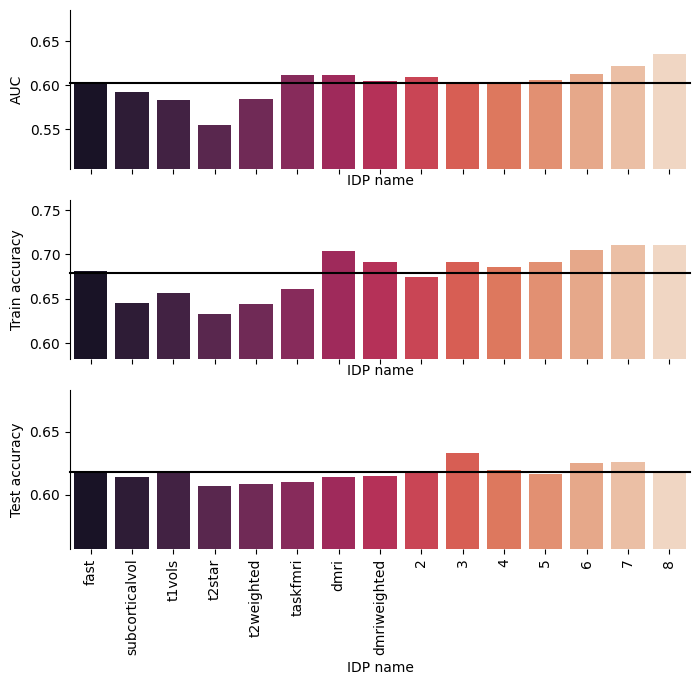 AUC
0.65
0.60
0.55
IDP name
Train accuracy
0.75
0.70
0.65
0.60
IDP name
Test accuracy
0.65
0.60
fast
subcorticalvol
t1vols
t2star
t2weighted
taskfmri
dmri
dmriweighted
2
3
4
5
6
7
8
IDP name